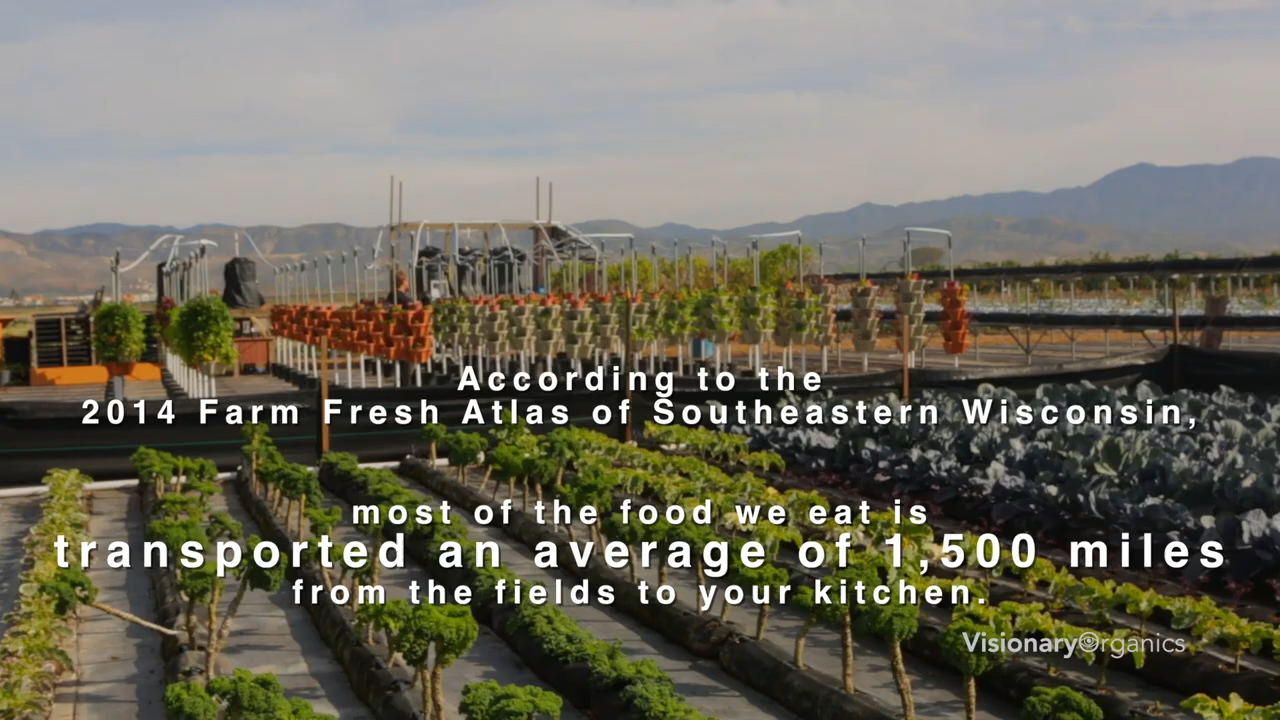 According to the
2014 Farm Fresh Atlas of Southeastern Wisconsin,
most of the food we eat is
transported an average of 1,500 miles
from the fields to your kitchen.
VisionaryOrganics